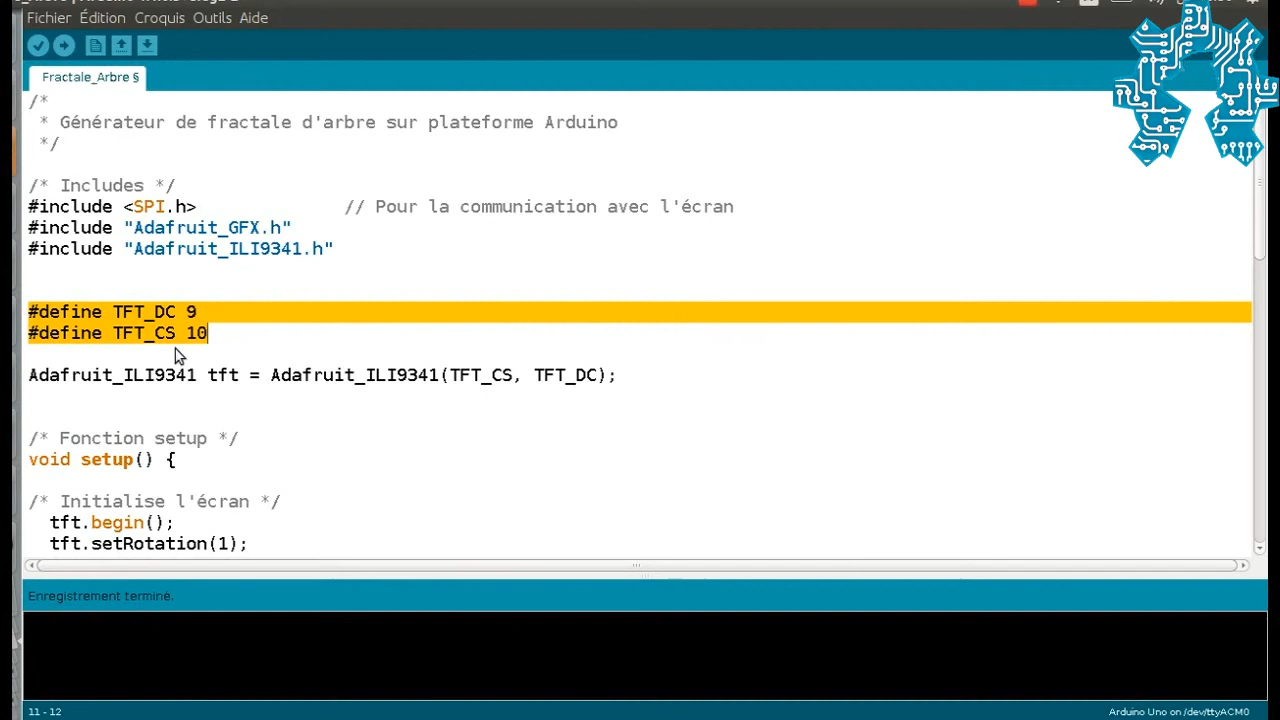 Fichier Édition Croquis Outils Aide
Fractale_Arbre §
/*
* Générateur de fractale d'arbre sur plateforme Arduino
*/
/* Includes */
#include <SPI.h> // Pour la communication avec l'écran
#include "Adafruit_GFX.h"
#include "Adafruit_ILI9341.h"
#define TFT_DC 9
#define TFT_CS 10
Adafruit_ILI9341 tft = Adafruit_ILI9341(TFT_CS, TFT_DC);
/* Fonction setup */
void setup() {
/* Initialise l'écran */
tft.begin();
tft.setRotation(1);
Enregistrement terminé.
11 - 12
Arduino Uno on /dev/ttyACM0